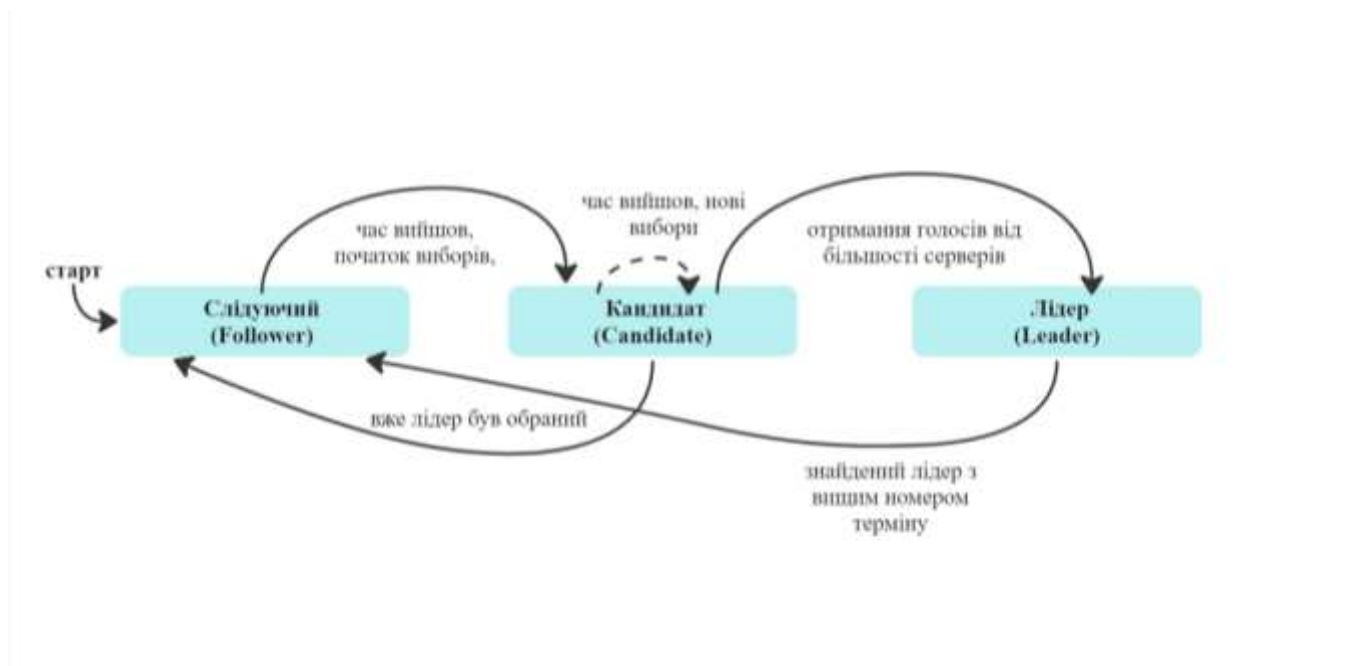 старт
Слідуючий
(Follower)
час вийшов,
початок виборів,
Кандидат
(Candidate)
час вийшов, нові
вибори
отримання голосів від
більшості серверів
Лідер
(Leader)
вже лідер був обраний
знайдений лідер з
вищим номером
терміну